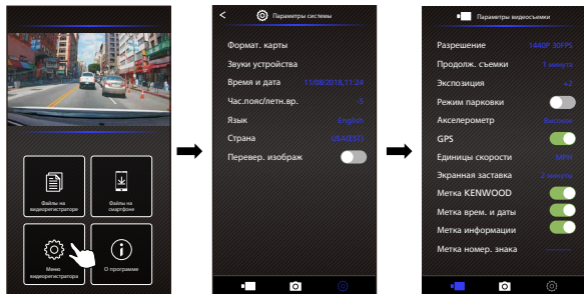 Файлы на
видеорегистраторе
Файлы на
смартфоне
Меню
видеорегистратора
О программе
Параметры системы
Формат. карты
Звуки устройства
Время и дата 11/08/2018,11:24
Час.пояс/летн.вр. -5
Язык English
Страна USA(EST)
Перевер. изображ
Параметры видеосъемки
Разрешение 1440P 30FPS
Продолж. съемки 1 минута
Экспозиция +2
Режим парковки
Акселерометр Высокое
GPS
Единицы скорости MPH
Экранная заставка 2 минуты
Метка KENWOOD
Метка врем. и даты
Метка информации
Метка номер. знака